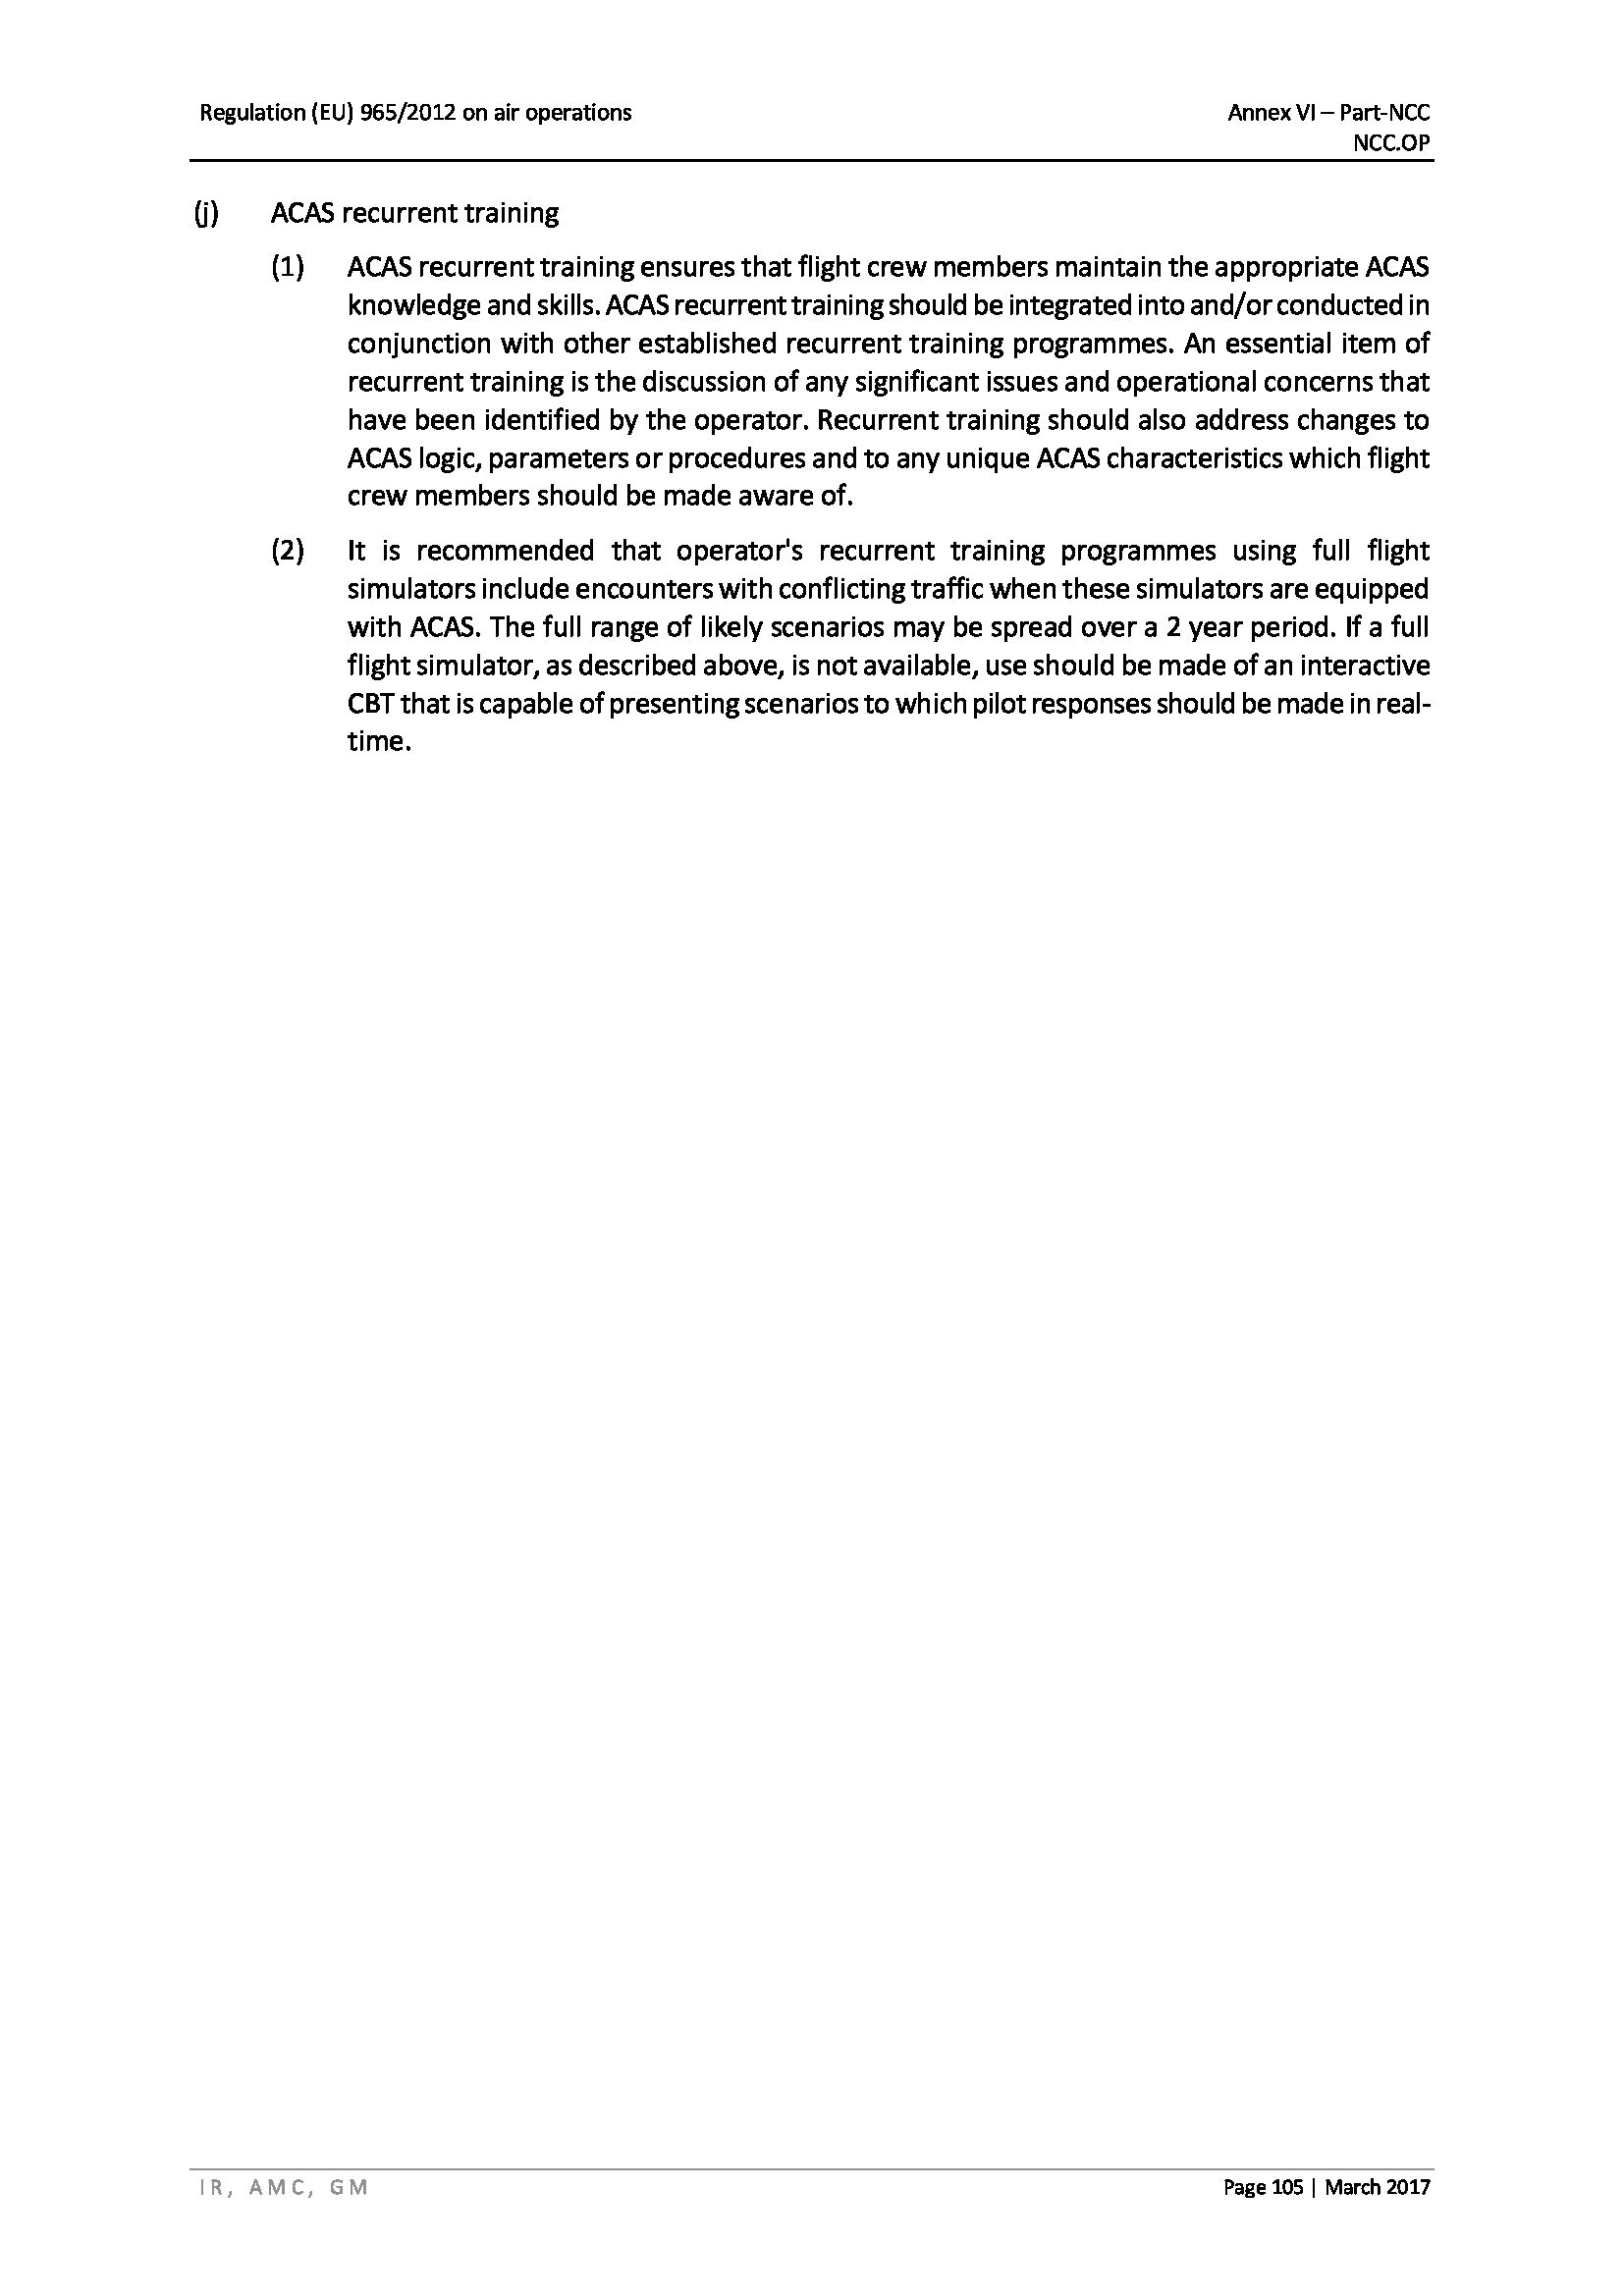 Regulation (EU) 965/2012 on air operations
Annex VI – Part-NCC
NCC.OP
(j) ACAS recurrent training
(1) ACAS recurrent training ensures that flight crew members maintain the appropriate ACAS
knowledge and skills. ACAS recurrent training should be integrated into and/or conducted in
conjunction with other established recurrent training programmes. An essential item of
recurrent training is the discussion of any significant issues and operational concerns that
have been identified by the operator. Recurrent training should also address changes to
ACAS logic, parameters or procedures and to any unique ACAS characteristics which flight
crew members should be made aware of.
(2) It is recommended that operator's recurrent training programmes using full flight
simulators include encounters with conflicting traffic when these simulators are equipped
with ACAS. The full range of likely scenarios may be spread over a 2 year period. If a full
flight simulator, as described above, is not available, use should be made of an interactive
CBT that is capable of presenting scenarios to which pilot responses should be made in real-
time.
IR, AMC, GM
Page 105 | March 2017